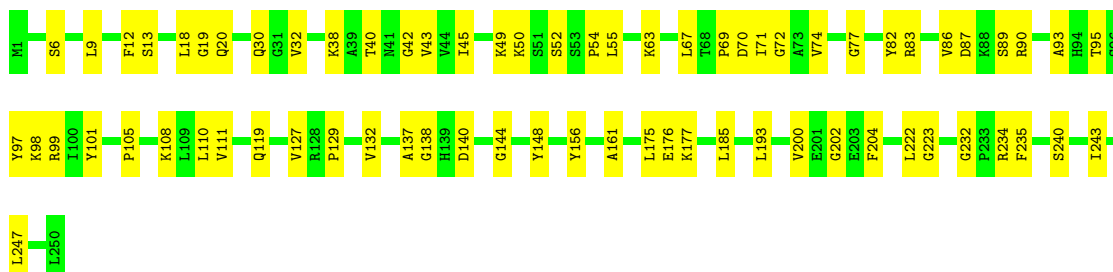 M1 S6 L9 F12 S13 L18 G19 Q20 Q30 G31 V32 K38 A39 T40 N41 G42 V43 V44 I45 K49 K50 S51 S52 S53 P54 L55 K63 L67 T68 P69 D70 I71 G72 A73 V74 G77 Y82 R83 V86 D87 K88 S89 R90 A93 H94 T95
Y97 K98 R99 I100 Y101 P105 K108 L109 L110 V111 Q119 V127 R128 P129 V132 A137 G138 H139 D140 G144 Y148 Y156 A161 L175 E176 K177 L185 L193 V200 E201 G202 E203 F204 L222 G223 G232 P233 R234 F235 S240 I243
L247 L250